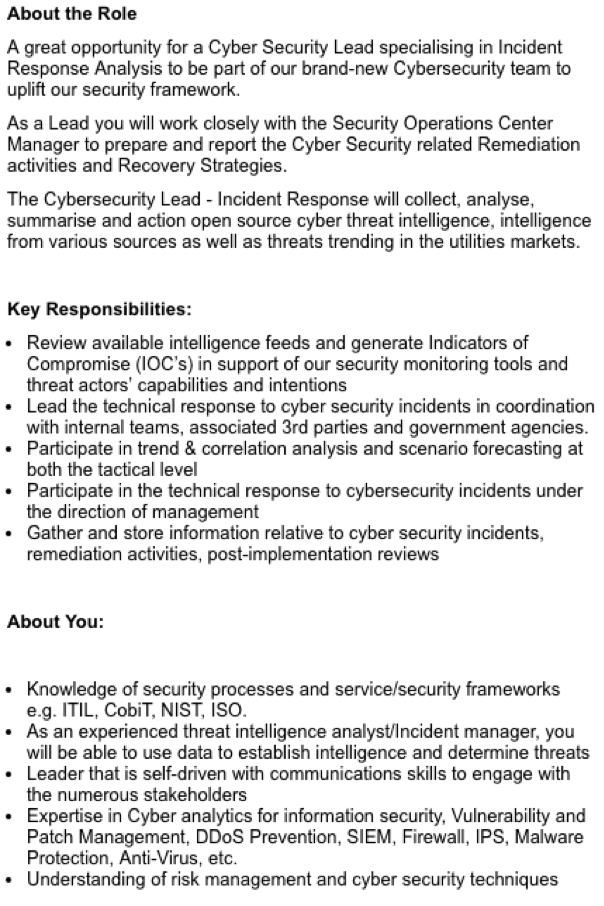 About the Role
A great opportunity for a Cyber Security Lead specialising in Incident
Response Analysis to be part of our brand-new Cybersecurity team to
uplift our security framework.
As a Lead you will work closely with the Security Operations Center
Manager to prepare and report the Cyber Security related Remediation
activities and Recovery Strategies.
The Cybersecurity Lead - Incident Response will collect, analyse,
summarise and action open source cyber threat intelligence, intelligence
from various sources as well as threats trending in the utilities markets.
Key Responsibilities:
• Review available intelligence feeds and generate Indicators of
Compromise (IOC's) in support of our security monitoring tools and
threat actors' capabilities and intentions
• Lead the technical response to cyber security incidents in coordination
with internal teams, associated 3rd parties and government agencies.
• Participate in trend & correlation analysis and scenario forecasting at
both the tactical level
• Participate in the technical response to cybersecurity incidents under
the direction of management
• Gather and store information relative to cyber security incidents,
remediation activities, post-implementation reviews
About You:
• Knowledge of security processes and service/security frameworks
e.g. ITIL, CobiT, NIST, ISO.
• As an experienced threat intelligence analyst/Incident manager, you
will be able to use data to establish intelligence and determine threats
• Leader that is self-driven with communications skills to engage with
the numerous stakeholders
• Expertise in Cyber analytics for information security, Vulnerability and
Patch Management, DDoS Prevention, SIEM, Firewall, IPS, Malware
Protection, Anti-Virus, etc.
• Understanding of risk management and cyber security techniques